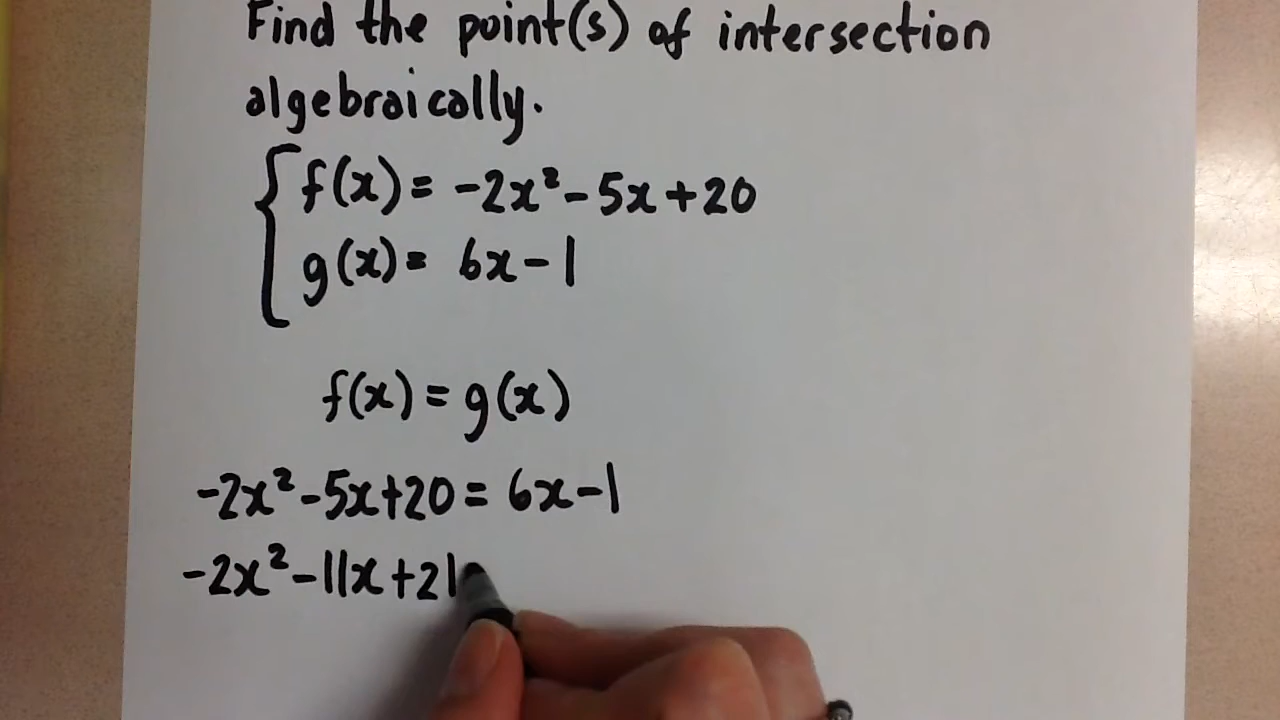 Find the point(s) of intersection
algebraically.
f(x) = -2x² - 5x + 20
g(x) = 6x - 1
f(x) = g(x)
-2x² - 5x + 20 = 6x - 1
-2x² - 11x + 21